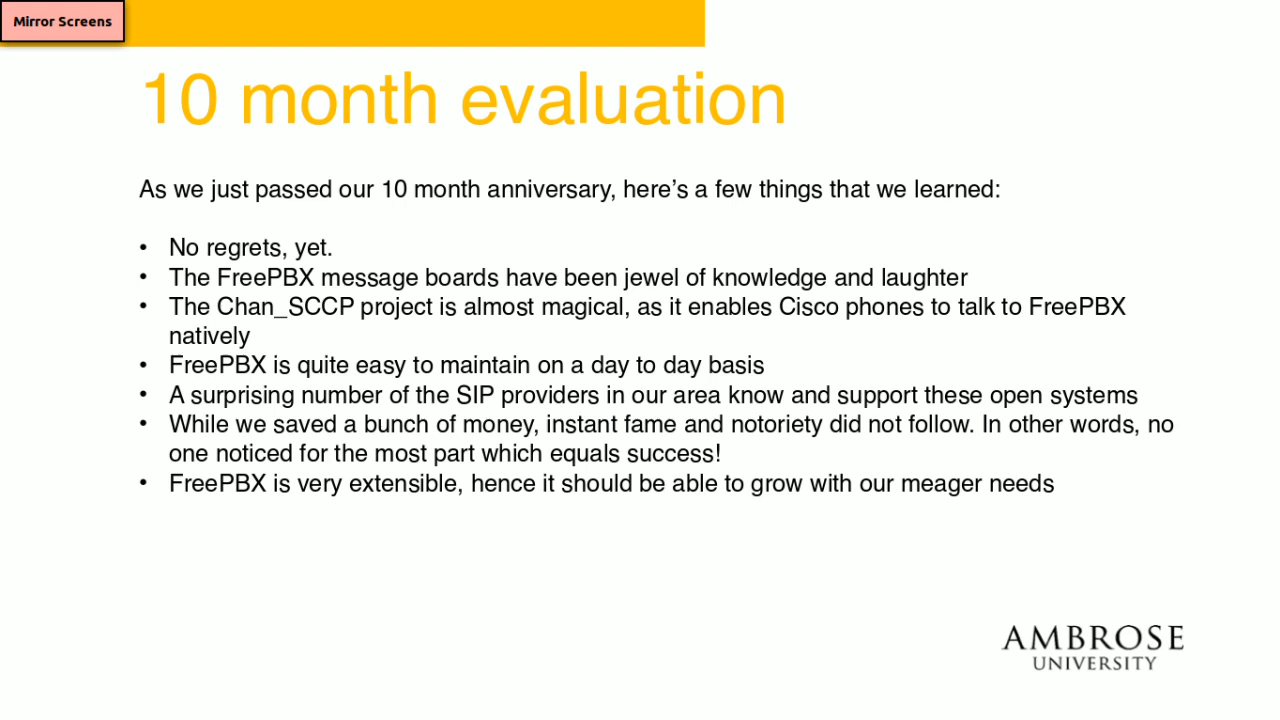 Mirror Screens
10 month evaluation
As we just passed our 10 month anniversary, here’s a few things that we learned:
• No regrets, yet.
• The FreePBX message boards have been jewel of knowledge and laughter
• The Chan_SCCP project is almost magical, as it enables Cisco phones to talk to FreePBX
natively
• FreePBX is quite easy to maintain on a day to day basis
• A surprising number of the SIP providers in our area know and support these open systems
• While we saved a bunch of money, instant fame and notoriety did not follow. In other words, no
one noticed for the most part which equals success!
• FreePBX is very extensible, hence it should be able to grow with our meager needs
AMBROSE
UNIVERSITY